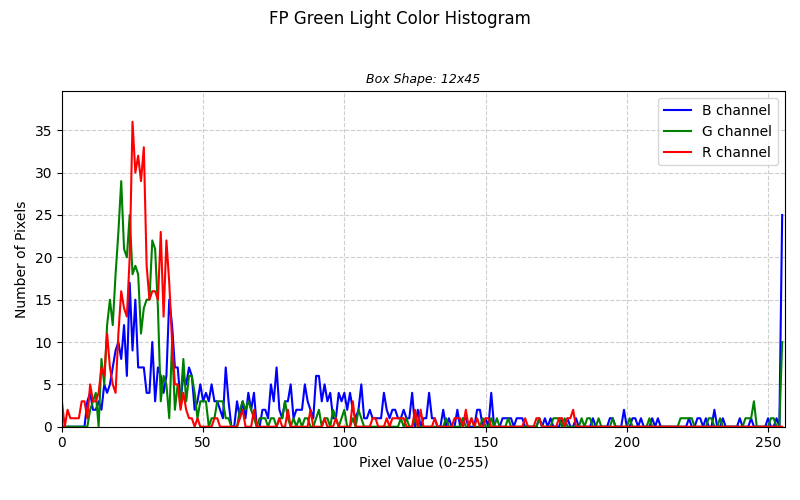 FP Green Light Color Histogram
Box Shape: 12x45
B channel
G channel
R channel
Number of Pixels
35
30
25
20
15
10
5
0
0 50 100 150 200 250
Pixel Value (0-255)